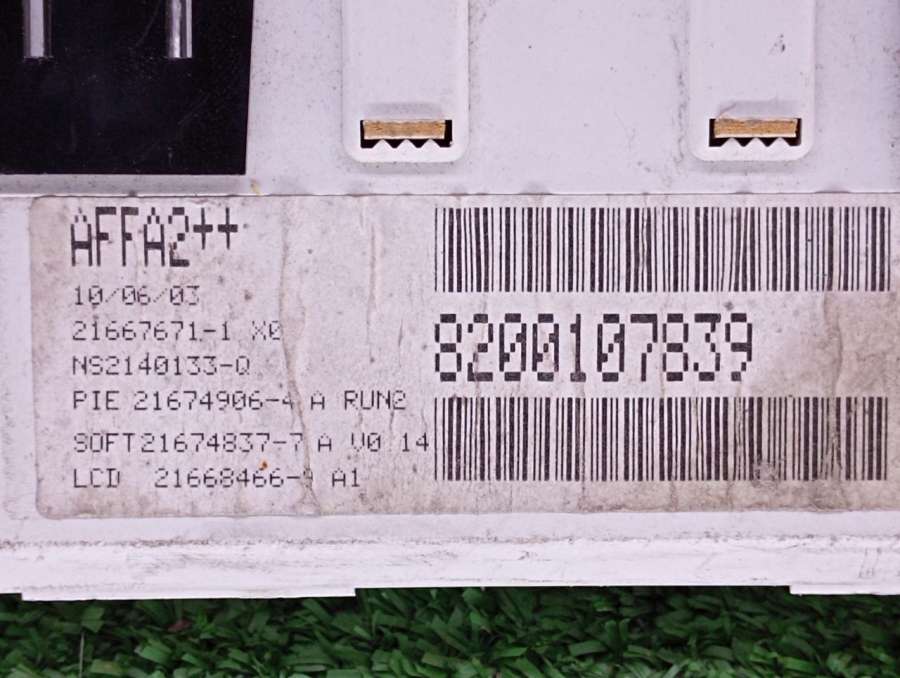 AFFA2++
10/06/03
21667671-1 X0
NS2140133-Q
PIE 21674906-4 A RUN2
SOFT21674837-7 A V0 14
LCD 21668466-9 A1
8200107839